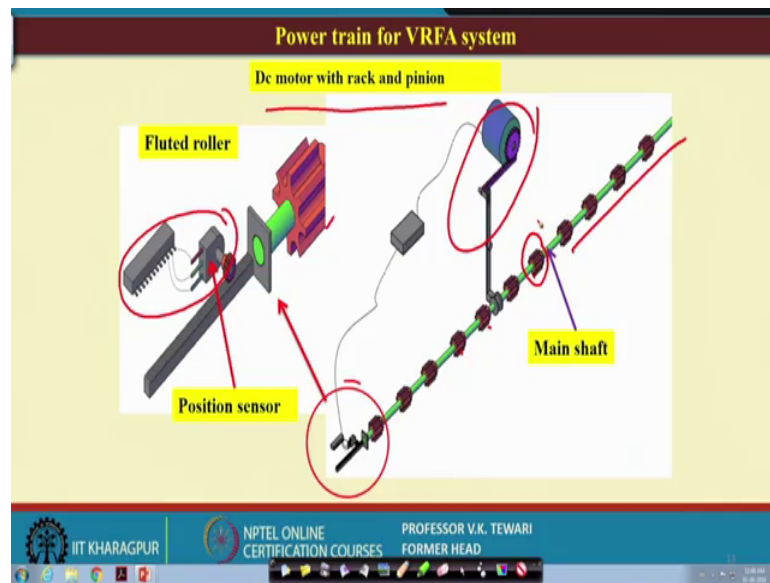 Power train for VRFA system
Dc motor with rack and pinion
Fluted roller
Position sensor
Main shaft
IIT KHARAGPUR
NPTEL ONLINE
CERTIFICATION COURSES
PROFESSOR V.K. TEWARI
FORMER HEAD